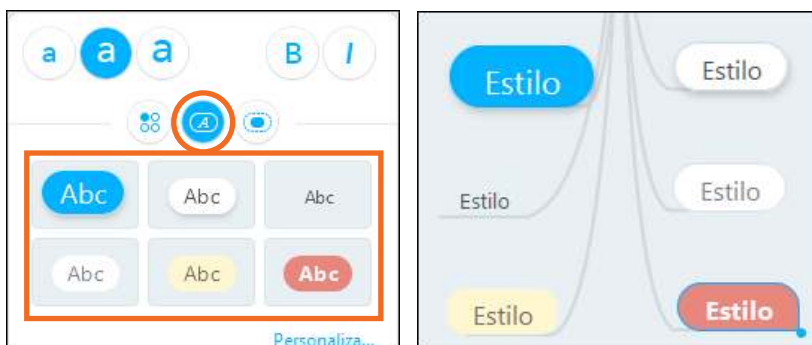 a a a B I
A
Abc Abc Abc
Abc Abc Abc
Personaliza...
Estilo Estilo
Estilo Estilo
Estilo Estilo